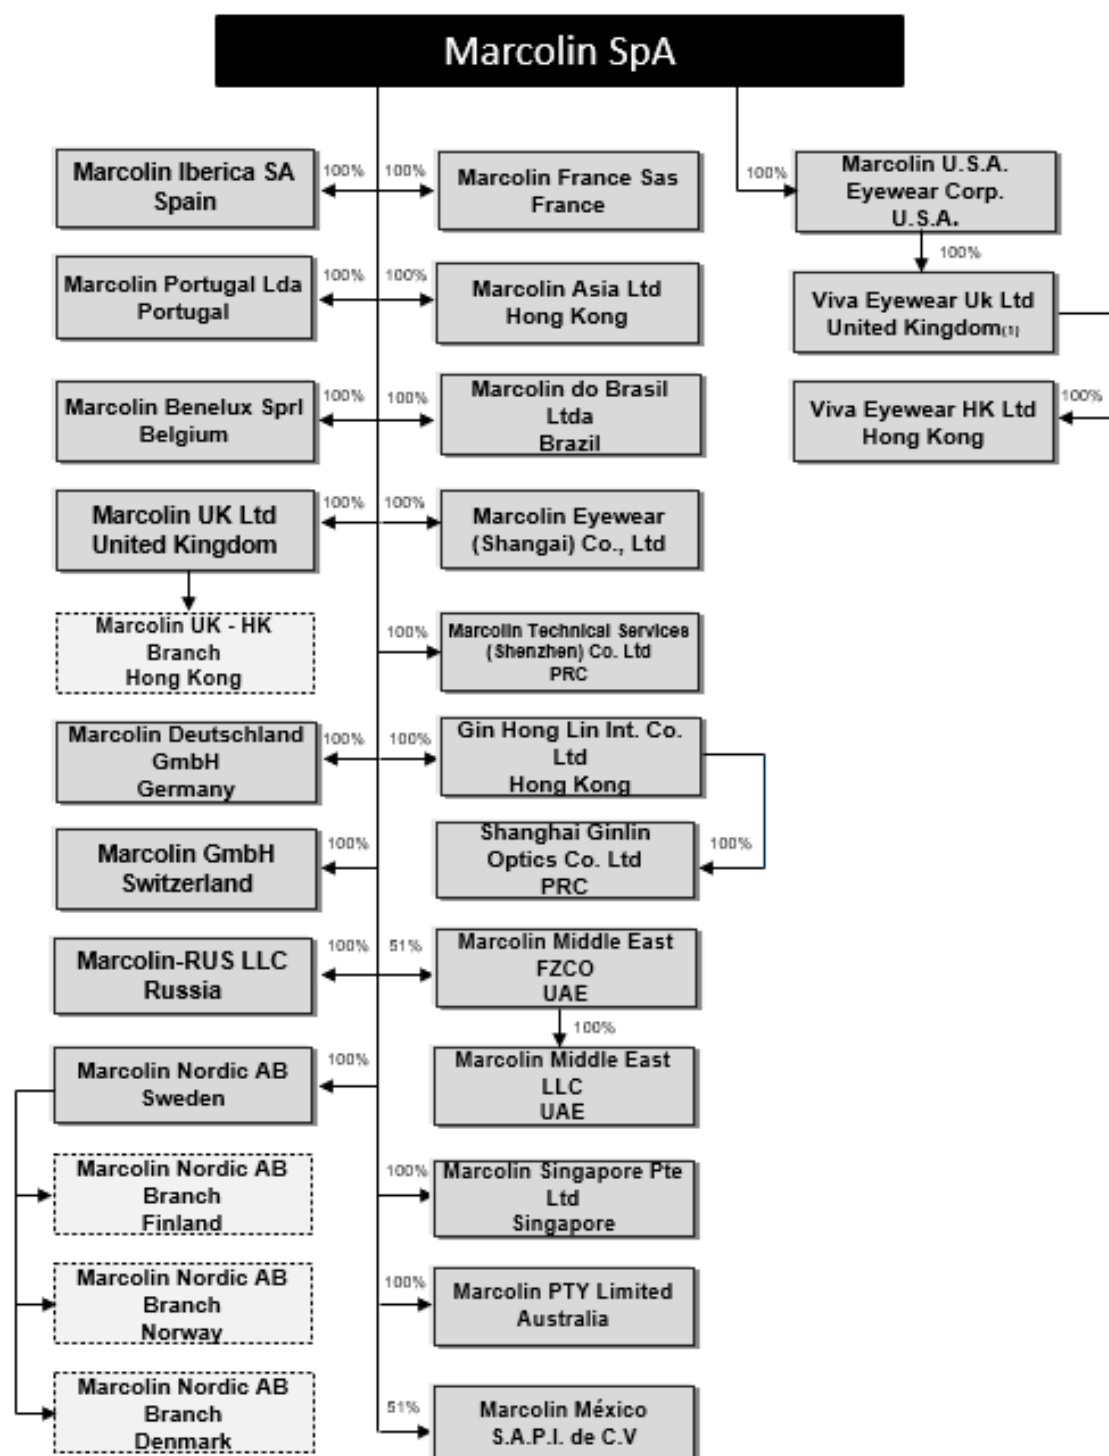 Marcolin SpA
Marcolin Iberica SA
Spain
100%
100%
Marcolin France Sas
France
100%
Marcolin U.S.A.
Eyewear Corp.
U.S.A.
100%
Marcolin Portugal Lda
Portugal
100%
100%
Marcolin Asia Ltd
Hong Kong
Viva Eyewear Uk Ltd
United Kingdom(1)
Marcolin Benelux Sprl
Belgium
100%
100%
Marcolin do Brasil
Ltda
Brazil
Viva Eyewear HK Ltd
Hong Kong
100%
Marcolin UK Ltd
United Kingdom
100%
100%
Marcolin Eyewear
(Shangai) Co., Ltd
Marcolin UK - HK
Branch
Hong Kong
100%
Marcolin Technical Services
(Shenzhen) Co. Ltd
PRC
Marcolin Deutschland
GmbH
Germany
100%
100%
Gin Hong Lin Int. Co.
Ltd
Hong Kong
Marcolin GmbH
Switzerland
100%
Shanghai Ginlin
Optics Co. Ltd
PRC
100%
Marcolin-RUS LLC
Russia
100%
51%
Marcolin Middle East
FZCO
UAE
100%
Marcolin Nordic AB
Sweden
100%
Marcolin Middle East
LLC
UAE
Marcolin Nordic AB
Branch
Finland
100%
Marcolin Singapore Pte
Ltd
Singapore
Marcolin Nordic AB
Branch
Norway
100%
Marcolin PTY Limited
Australia
Marcolin Nordic AB
Branch
Denmark
51%
Marcolin México
S.A.P.I. de C.V